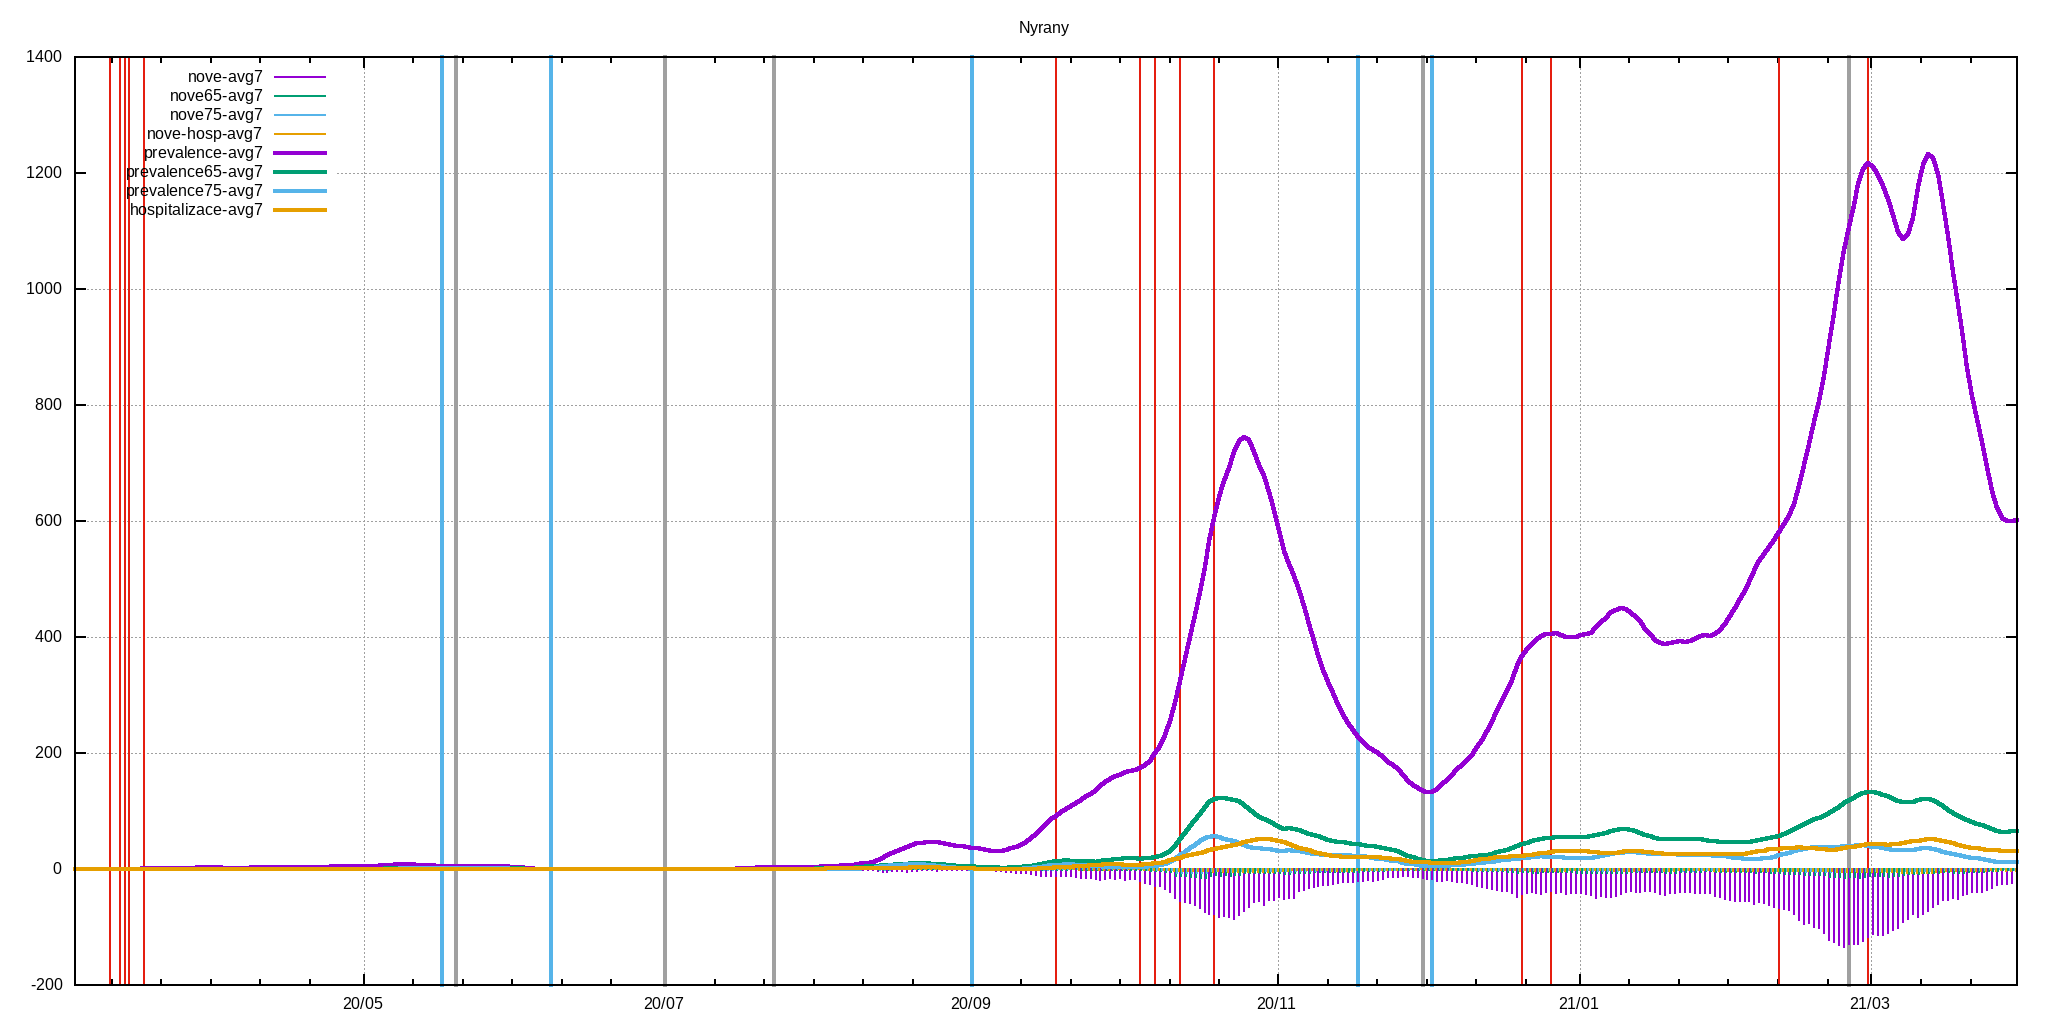 Nyrany
1400
1200
1000
800
600
400
200
0
-200
nove-avg7
nove65-avg7
nove75-avg7
nove-hosp-avg7
prevalence-avg7
prevalence65-avg7
prevalence75-avg7
hospitalizace-avg7
20/05 20/07 20/09 20/11 21/01 21/03